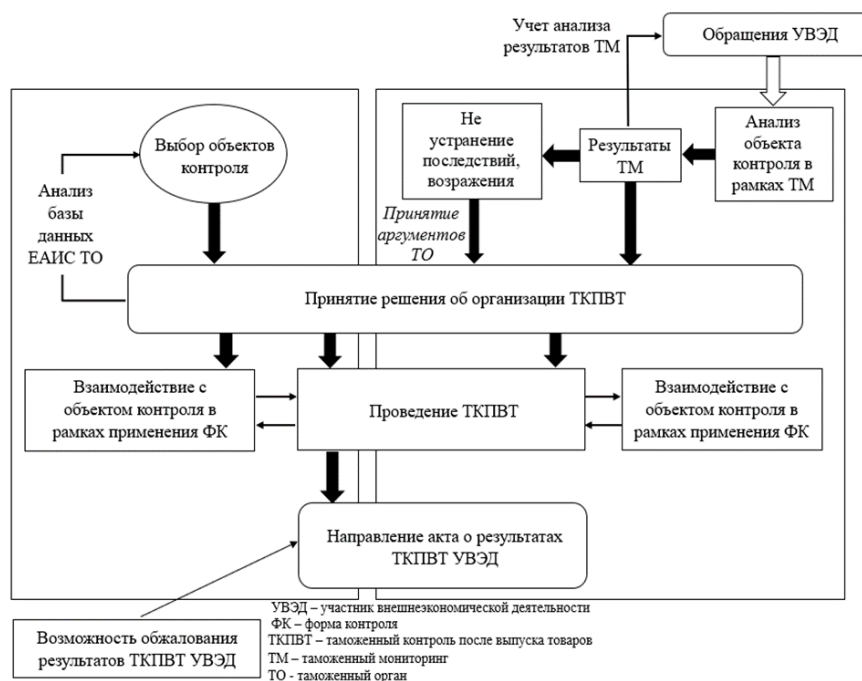 Учет анализа
результатов ТМ
Обращения УВЭД
Выбор объектов
контроля
Не
устранение
последствий,
возражения
Результаты
ТМ
Анализ
объекта
контроля в
рамках ТМ
Анализ
базы
данных
ЕАИС ТО
Принятие
аргументов
ТО
Принятие решения об организации ТКПВТ
Взаимодействие с
объектом контроля в
рамках применения ФК
Проведение ТКПВТ
Взаимодействие с
объектом контроля в
рамках применения ФК
Направление акта о результатах
ТКПВТ УВЭД
Возможность обжалования
результатов ТКПВТ УВЭД
УВЭД – участник внешнеэкономической деятельности
ФК – форма контроля
ТКПВТ – таможенный контроль после выпуска товаров
ТМ – таможенный мониторинг
ТО - таможенный орган